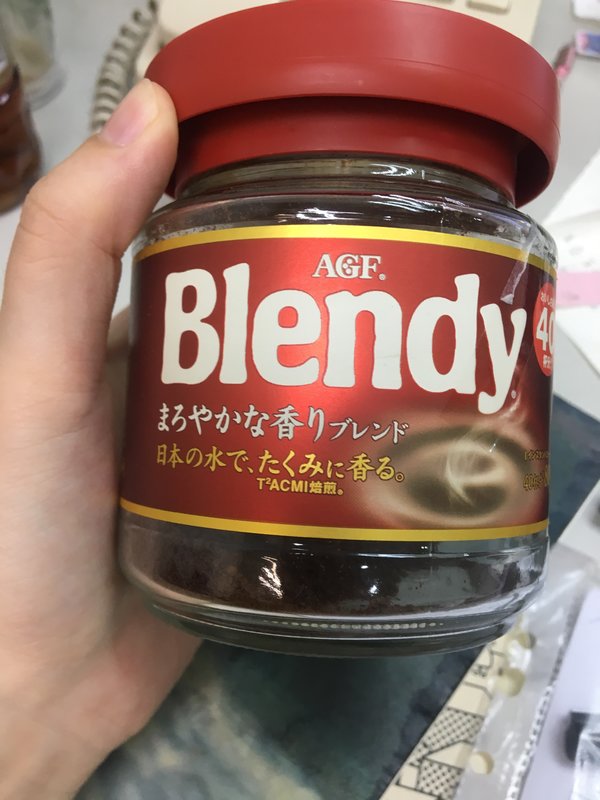 AGF®
Blendy®
まろやかな香りブレンド
日本の水で、たくみに香る。
T²ACMI焙煎®
40